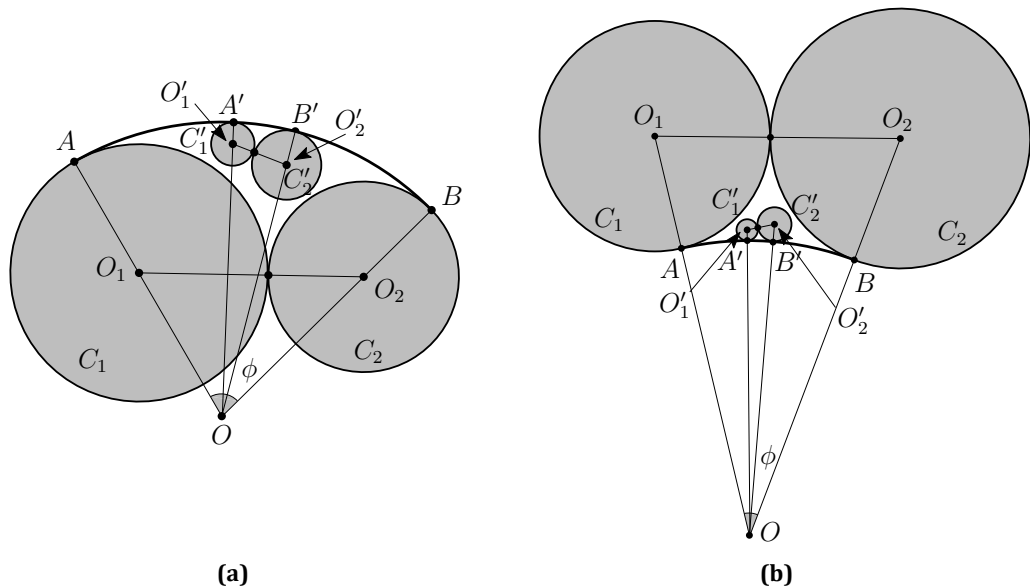 O′₁ A′ B′ O′₂
A C′₁ C′₂ B
O₁ O₂
C₁ C₂
ϕ
O
(a)
O₁ O₂
C₁ C′₁ C′₂ C₂
A A′ B′ B
O′₁ O′₂
ϕ
O
(b)